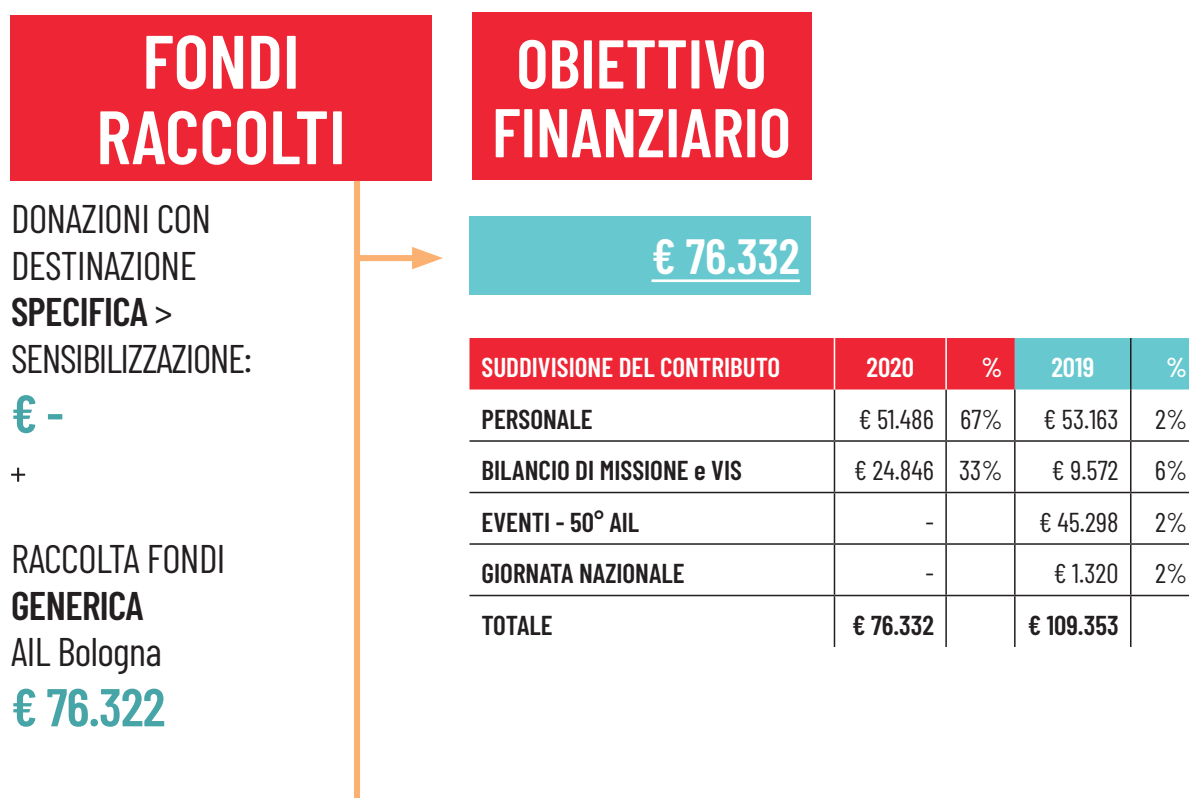 FONDI
RACCOLTI
DONAZIONI CON
DESTINAZIONE
SPECIFICA >
SENSIBILIZZAZIONE:
€ -
+
RACCOLTA FONDI
GENERICA
AIL Bologna
€ 76.322
OBIETTIVO
FINANZIARIO
€ 76.332
SUDDIVISIONE DEL CONTRIBUTO 2020 % 2019 %
PERSONALE € 51.486 67% € 53.163 2%
BILANCIO DI MISSIONE e VIS € 24.846 33% € 9.572 6%
EVENTI - 50° AIL - € 45.298 2%
GIORNATA NAZIONALE - € 1.320 2%
TOTALE € 76.332 € 109.353